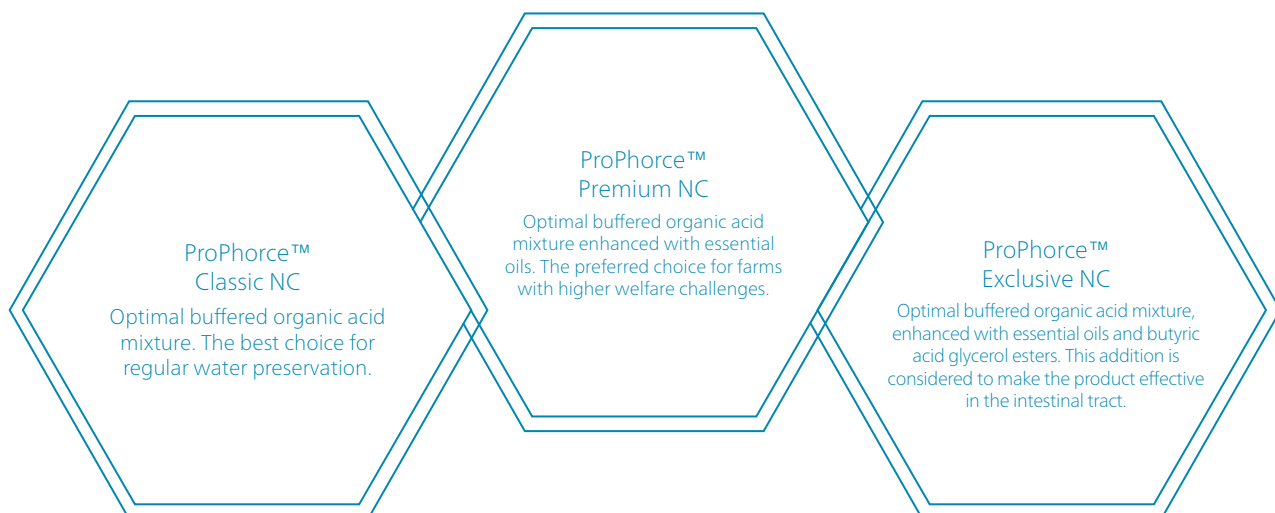 ProPhorce™
Classic NC
Optimal buffered organic acid
mixture. The best choice for
regular water preservation.
ProPhorce™
Premium NC
Optimal buffered organic acid
mixture enhanced with essential
oils. The preferred choice for farms
with higher welfare challenges.
ProPhorce™
Exclusive NC
Optimal buffered organic acid mixture,
enhanced with essential oils and butyric
acid glycerol esters. This addition is
considered to make the product effective
in the intestinal tract.